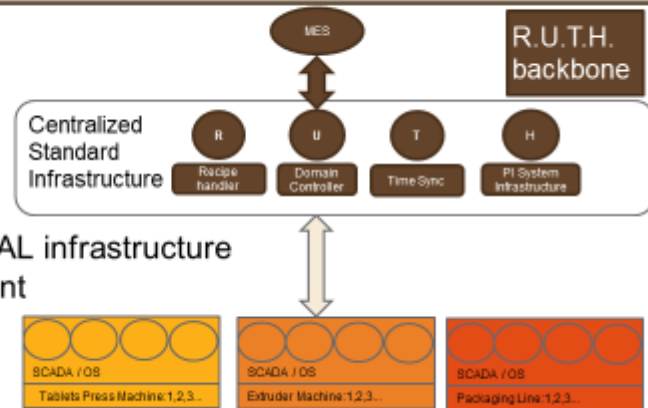 MES
R.U.T.H.
backbone
Centralized
Standard
Infrastructure
R
U
T
H
Recipe
handler
Domain
Controller
Time Sync
PI System
Infrastructure
AL infrastructure
nt
SCADA / OS
Tablets Press Machine:1,2,3...
SCADA / OS
Extruder Machine:1,2,3...
SCADA / OS
Packaging Line:1,2,3...